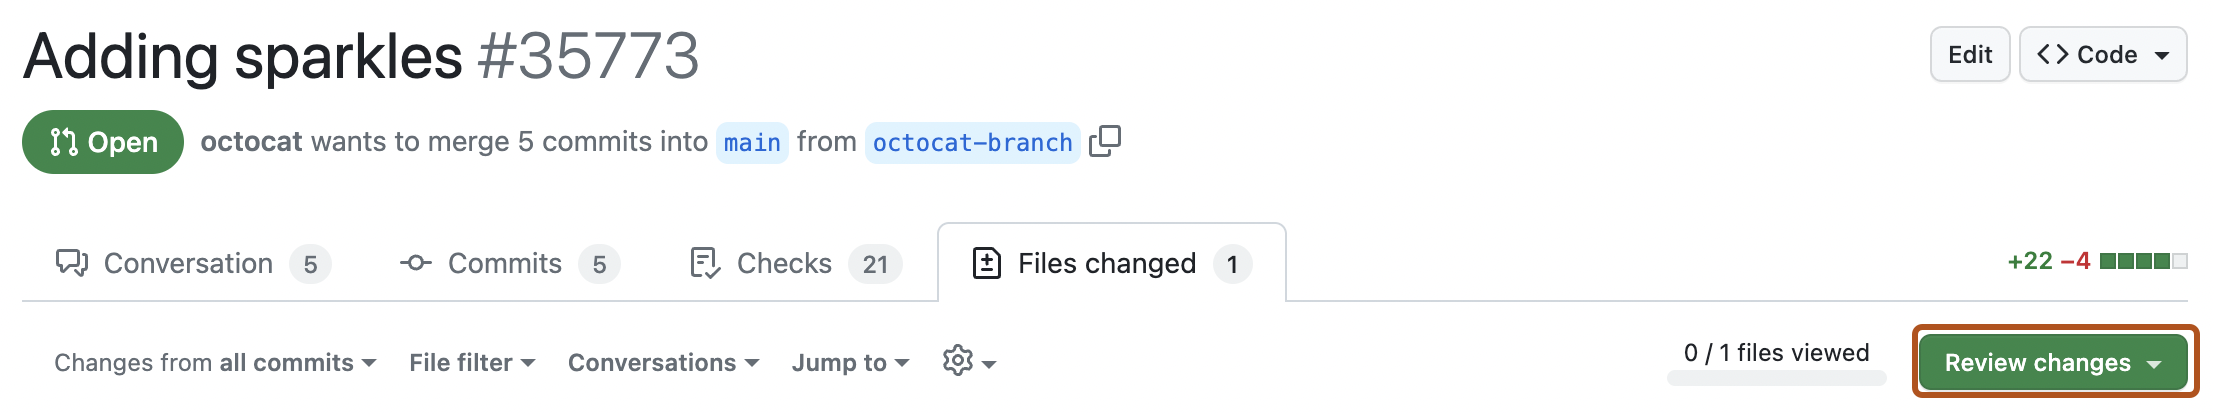 Adding sparkles #35773
Edit
<> Code
Open
octocat wants to merge 5 commits into main from octocat-branch
Conversation 5
Commits 5
Checks 21
Files changed 1
+22 −4
Changes from all commits
File filter
Conversations
Jump to
0 / 1 files viewed
Review changes